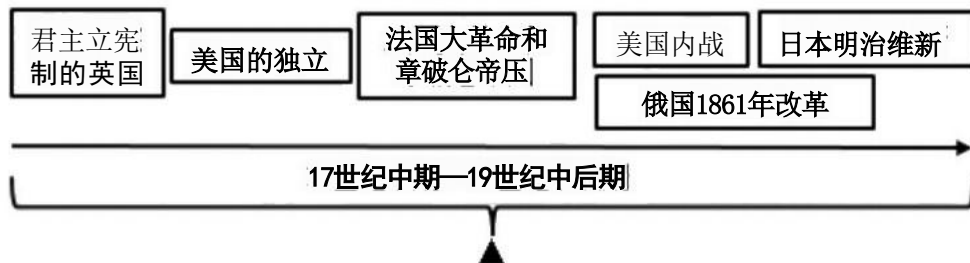 君主立宪
制的英国
美国的独立
法国大革命和
章破仑帝压
美国内战
日本明治维新
俄国1861年改革
17世纪中期—19世纪中后期